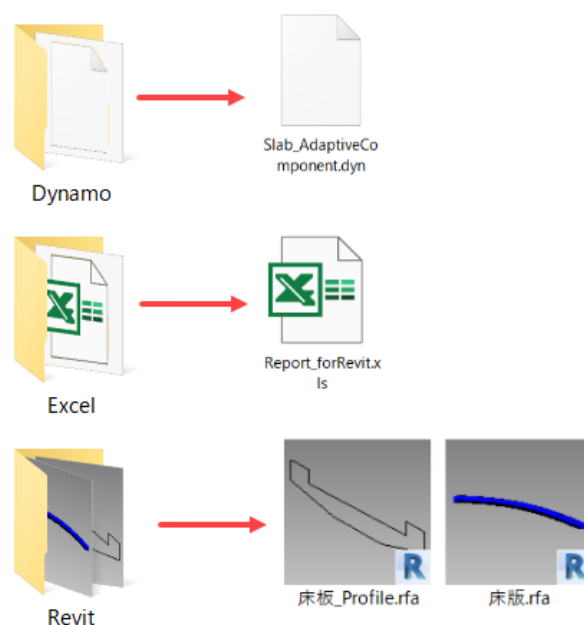 Dynamo
Slab_AdaptiveCo
mponent.dyn
Excel
Report_forRevit.x
ls
Revit
床板_Profile.rfa
床版.rfa